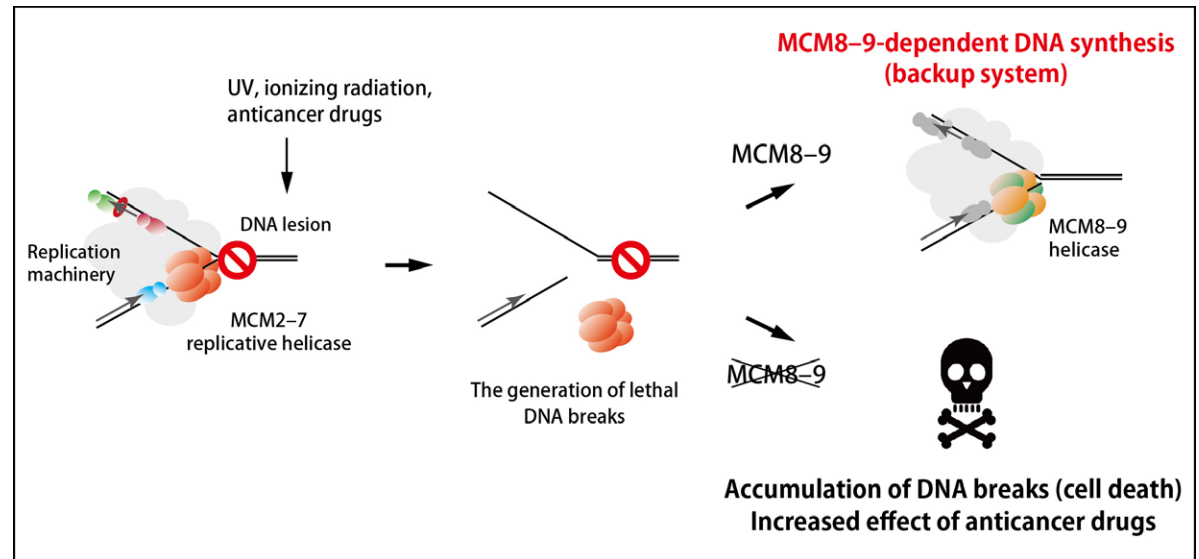 MCM8–9-dependent DNA synthesis
(backup system)
UV, ionizing radiation,
anticancer drugs
DNA lesion
Replication
machinery
MCM2–7
replicative helicase
The generation of lethal
DNA breaks
MCM8–9
MCM8–9
helicase
MCM8–9
Accumulation of DNA breaks (cell death)
Increased effect of anticancer drugs